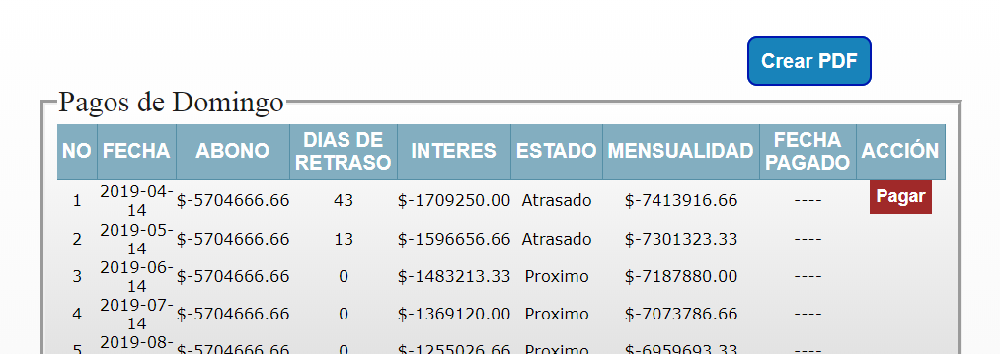 Crear PDF
Pagos de Domingo
NO FECHA ABONO DIAS DE RETRASO INTERES ESTADO MENSUALIDAD FECHA PAGADO ACCIÓN
1 2019-04-14 $-5704666.66 43 $-1709250.00 Atrasado $-7413916.66 ---- Pagar
2 2019-05-14 $-5704666.66 13 $-1596656.66 Atrasado $-7301323.33 ----
3 2019-06-14 $-5704666.66 0 $-1483213.33 Proximo $-7187880.00 ----
4 2019-07-14 $-5704666.66 0 $-1369120.00 Proximo $-7073786.66 ----
5 2019-08- $-5704666.66 0 $-1255026.66 Proximo $-6959693.33 ----